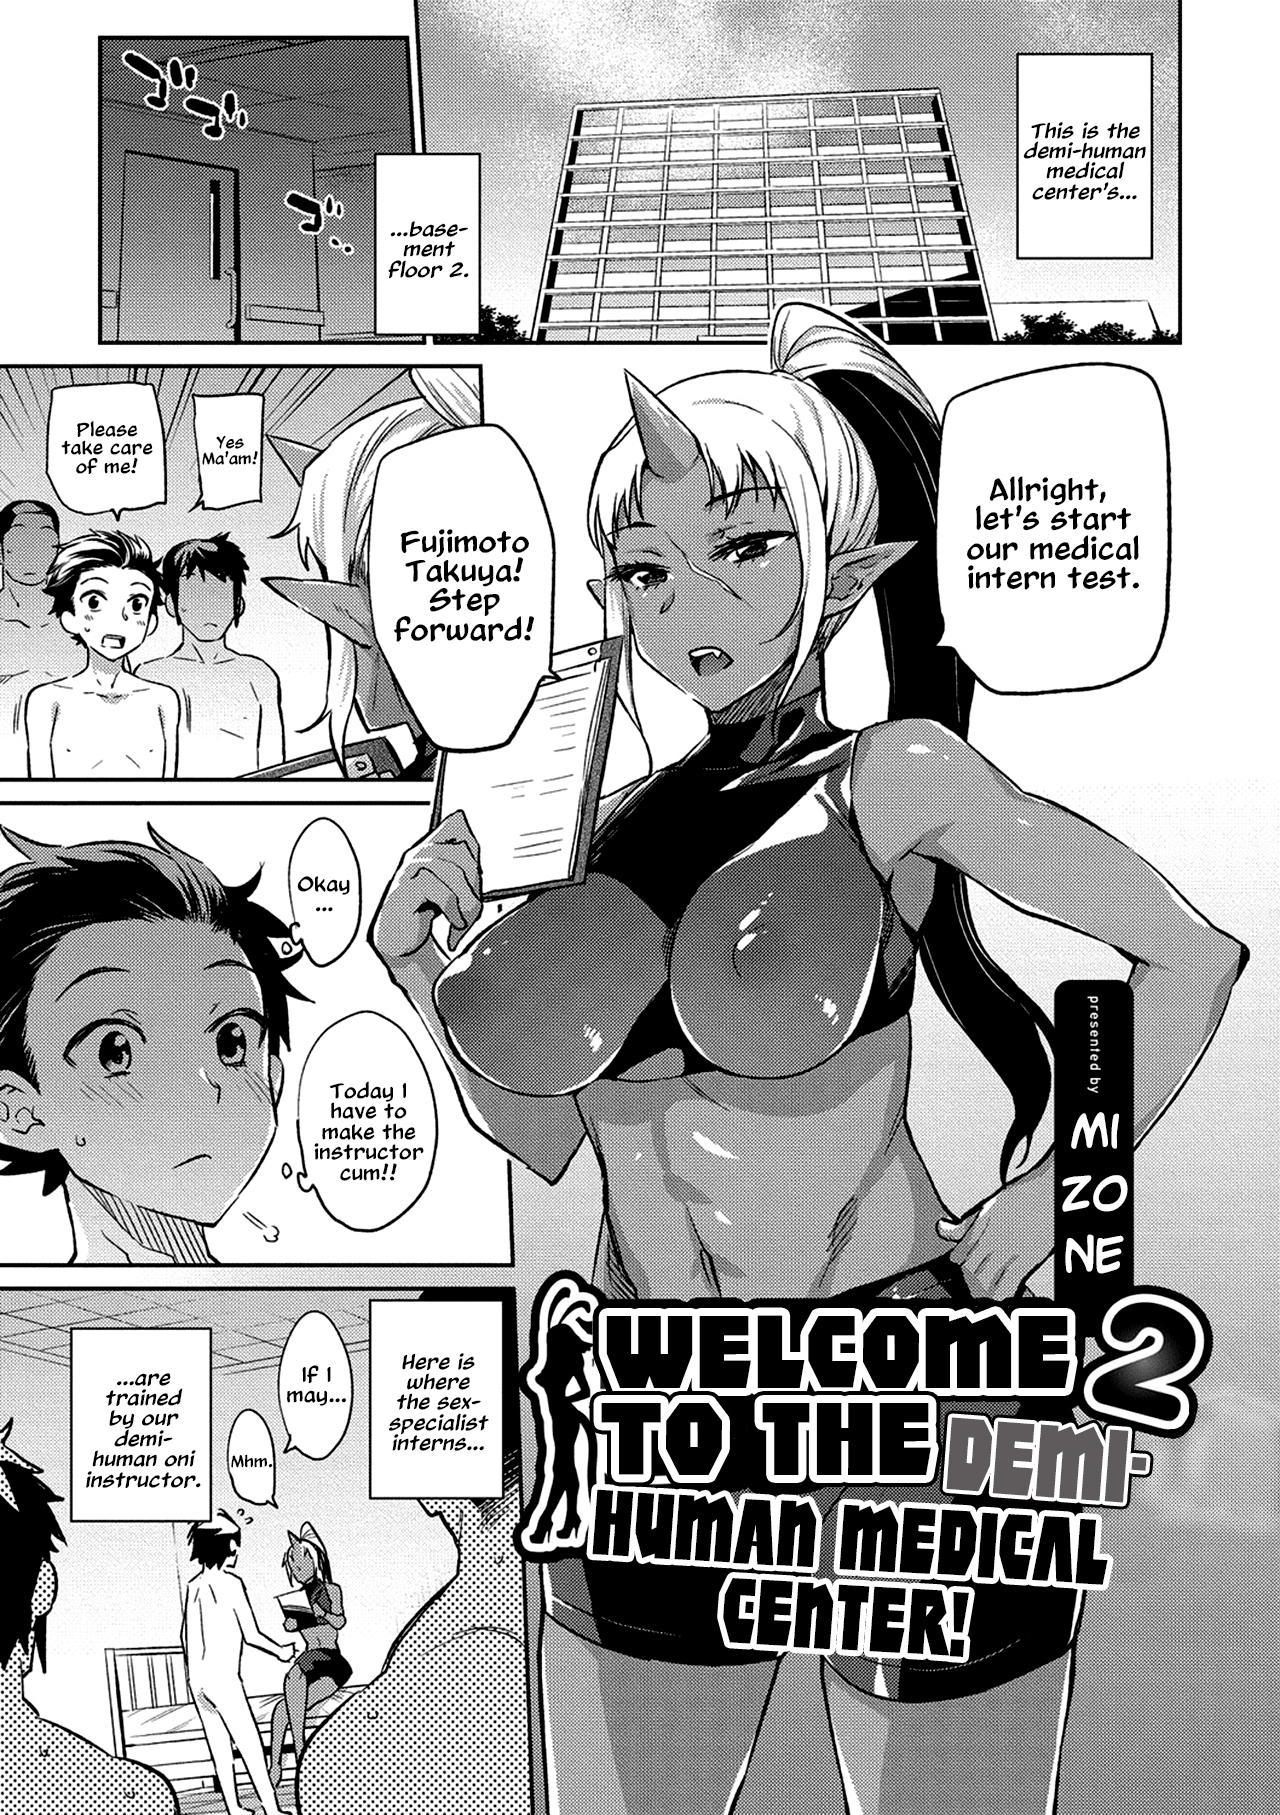 This is the
demi-human
medical
center's...
...base-
ment
floor 2.
Allright,
let's start
our medical
intern test.
Fujimoto
Takuya!
Step
forward!
Yes
Ma'am!
Please
take care
of me!
Okay
...
Today I
have to
make the
instructor
cum!!
presented by
MI
ZO
NE
WELCOME 2
TO THE DEMI-
HUMAN MEDICAL
CENTER!
Here is
where
the sex-
specialist
interns...
If I
may...
Mhm.
...are
trained
by our
demi-
human oni
instructor.